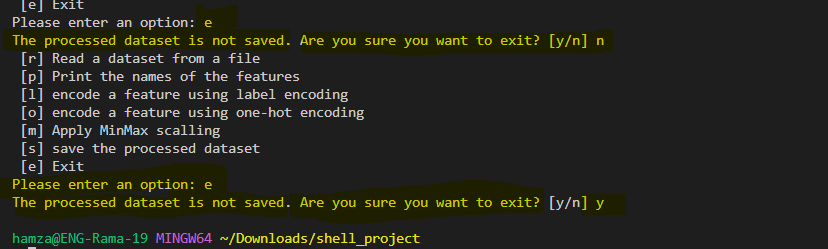 [e] Exit
Please enter an option: e
The processed dataset is not saved. Are you sure you want to exit? [y/n] n
[r] Read a dataset from a file
[p] Print the names of the features
[l] encode a feature using label encoding
[o] encode a feature using one-hot encoding
[m] Apply MinMax scalling
[s] save the processed dataset
[e] Exit
Please enter an option: e
The processed dataset is not saved. Are you sure you want to exit? [y/n] y
hamza@ENG-Rama-19 MINGW64 ~/Downloads/shell_project